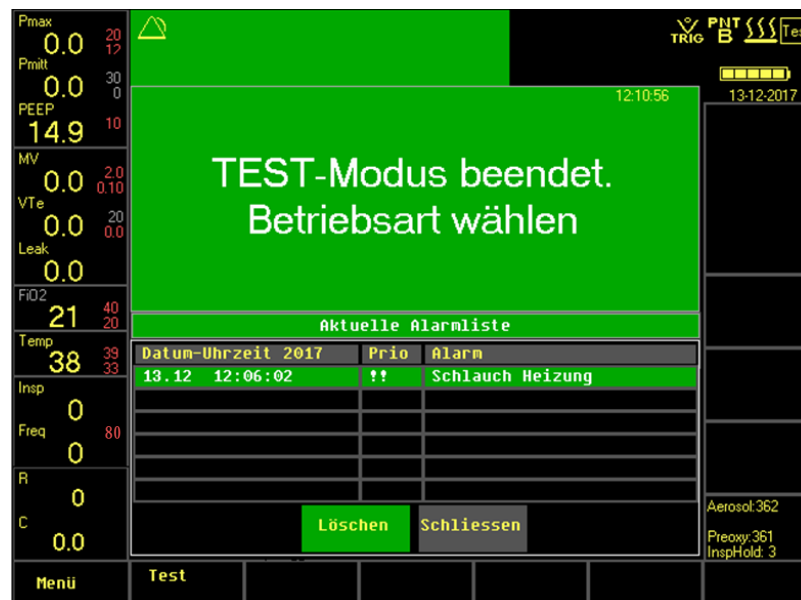 Pmax
0.0 20 12
Pmitt
0.0 30 0
PEEP
14.9 10
MV
0.0 2.0 0.10
VTe
0.0 20 0.0
Leak
0.0
FiO2
21 40 20
Temp
38 39 33
Insp
0
Freq 80
0
R
0
C
0.0
Menü
TRIG PNT B Tes
12:10:56 13-12-2017
TEST-Modus beendet.
Betriebsart wählen
Aktuelle Alarmliste
Datum-Uhrzeit 2017 Prio Alarm
13.12 12:06:02 !! Schlauch Heizung
Löschen Schliessen
Test
Aerosol:362
Preoxy:361
InspHold: 3